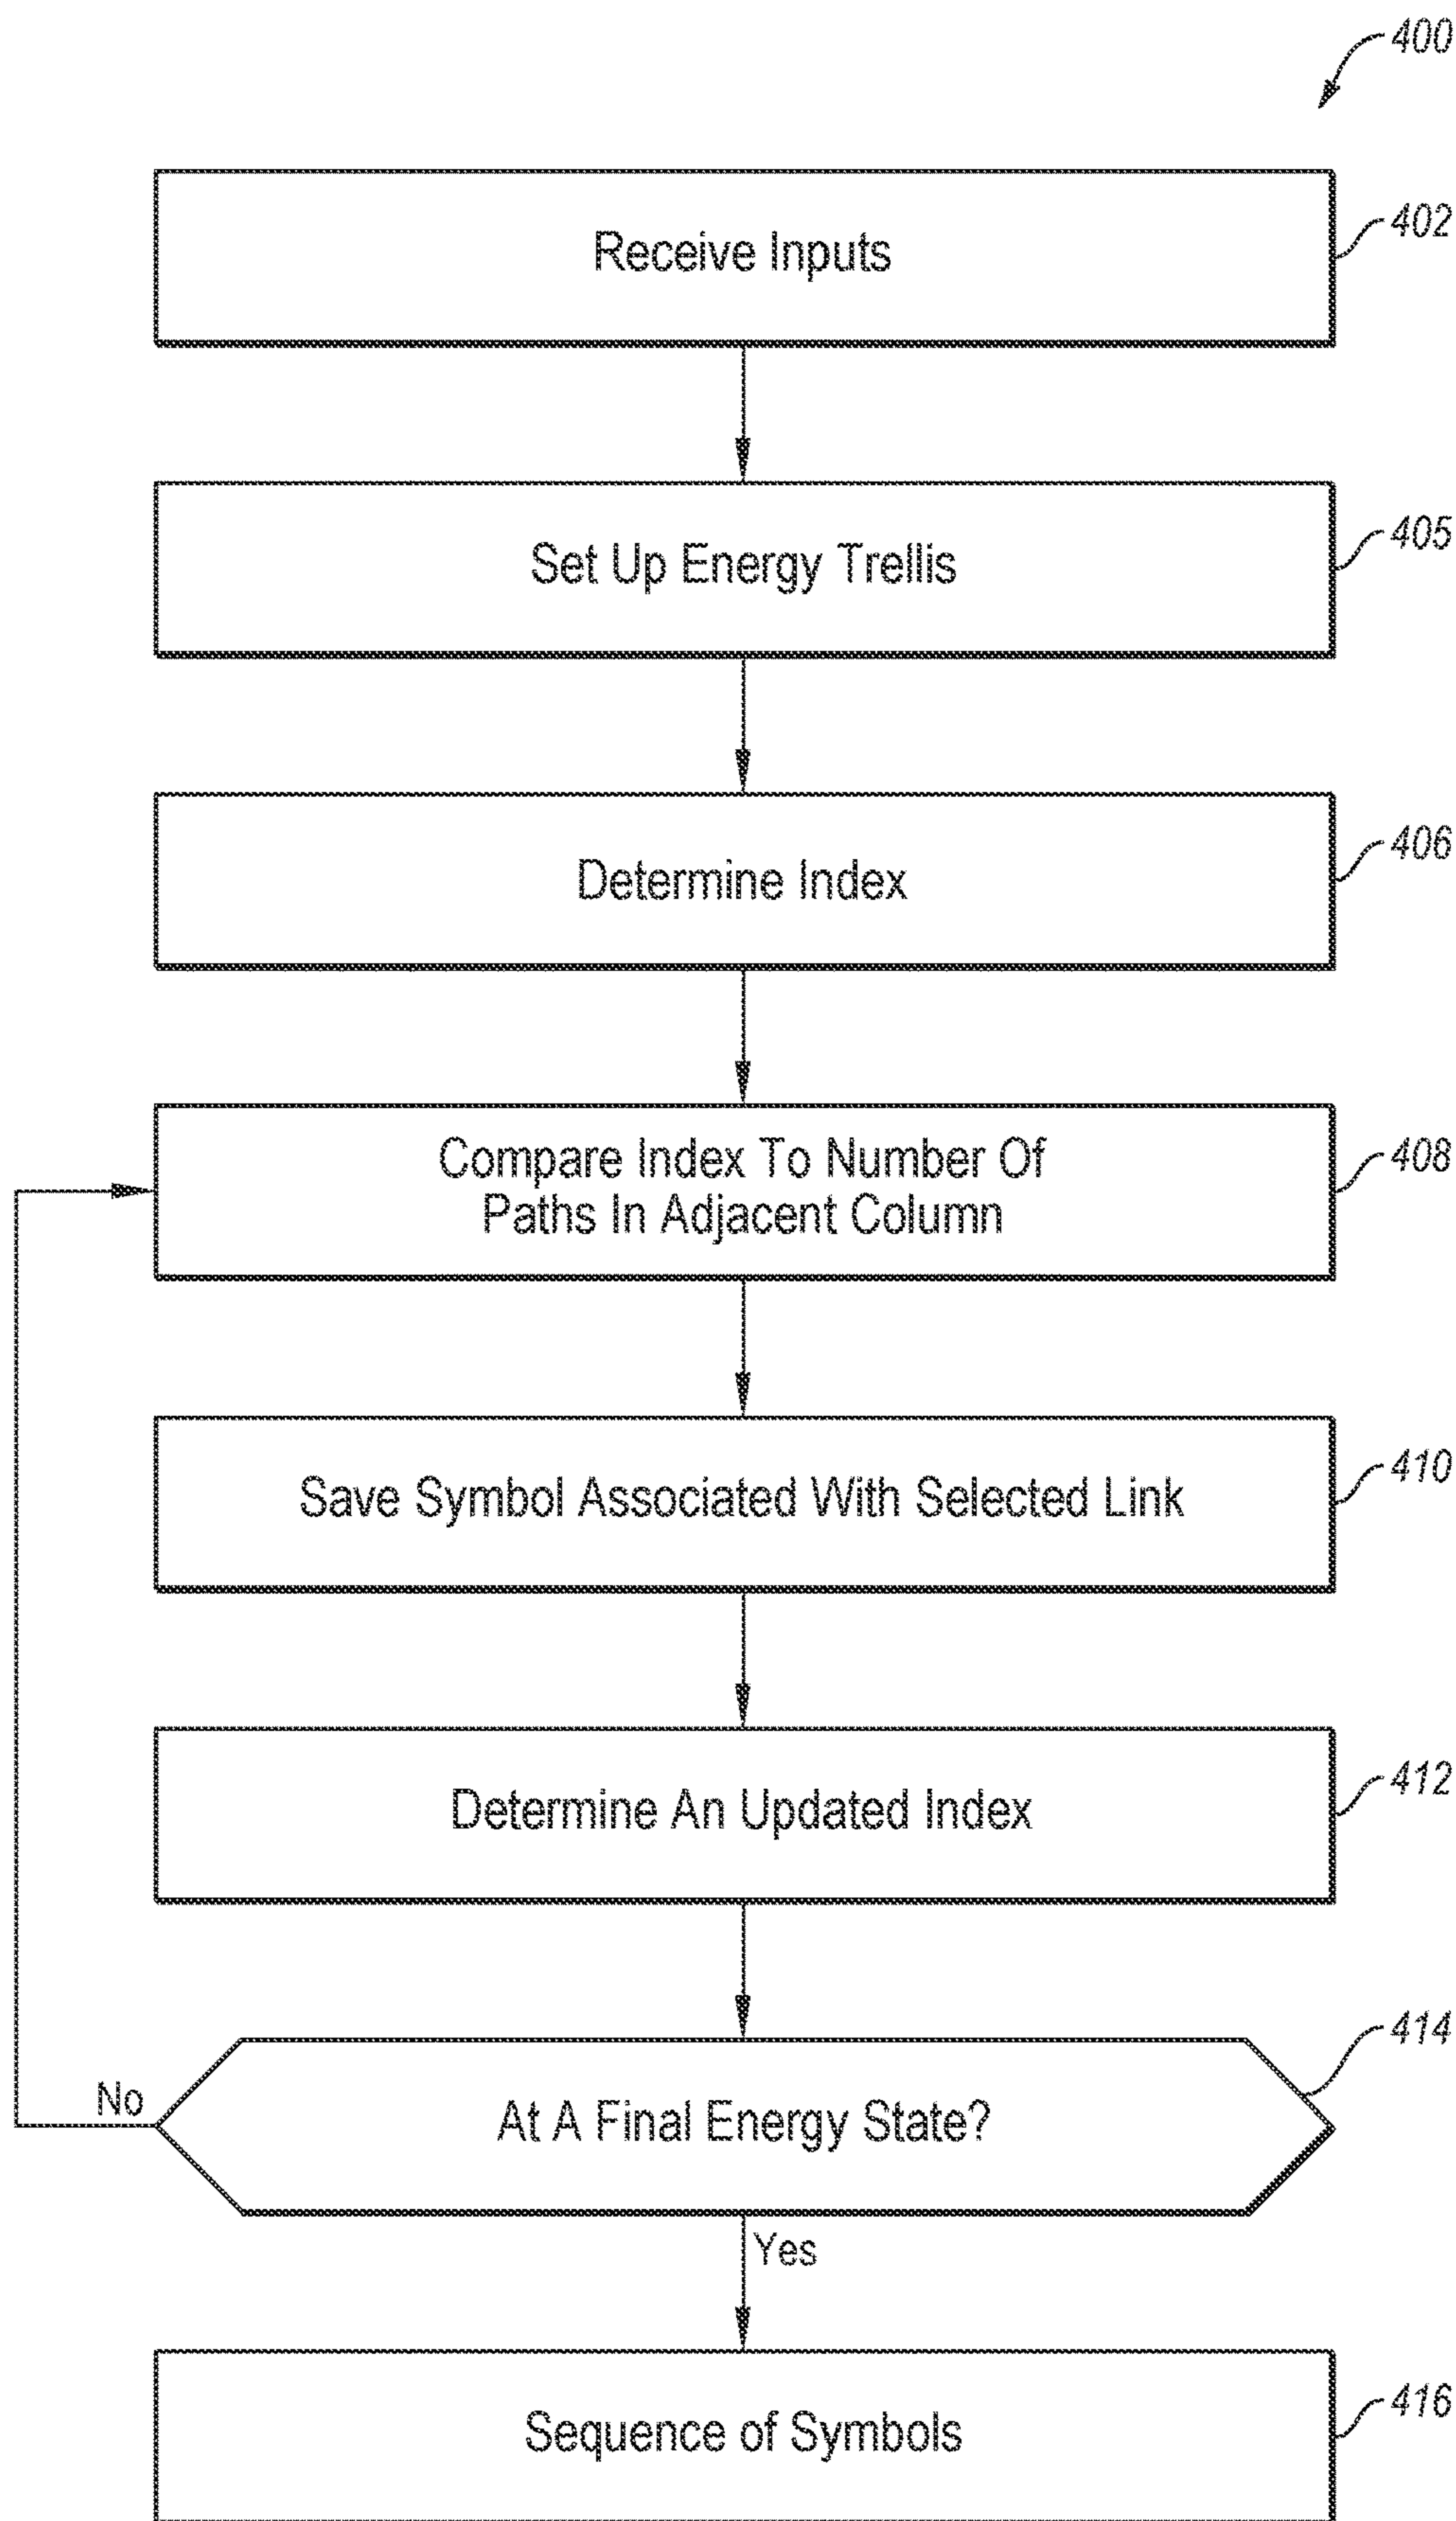 400
Receive Inputs
402
Set Up Energy Trellis
405
Determine Index
406
Compare Index To Number Of
Paths In Adjacent Column
408
Save Symbol Associated With Selected Link
410
Determine An Updated Index
412
414
No
At A Final Energy State?
Yes
Sequence of Symbols
416